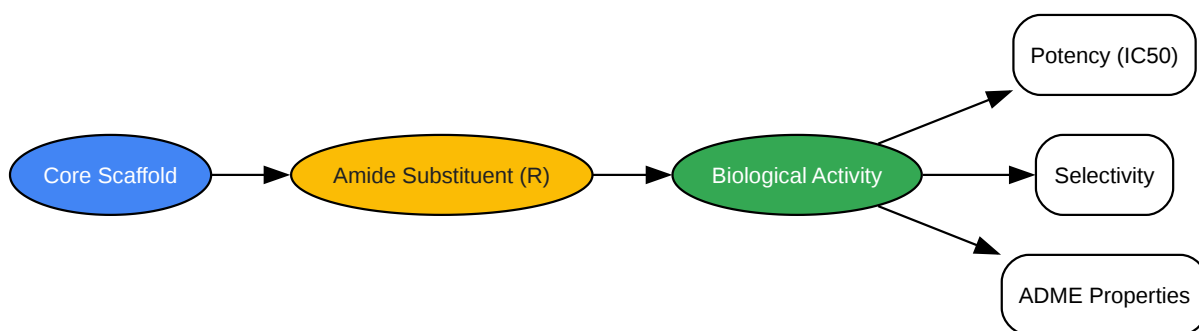 Core Scaffold
Amide Substituent (R)
Biological Activity
Potency (IC50)
Selectivity
ADME Properties